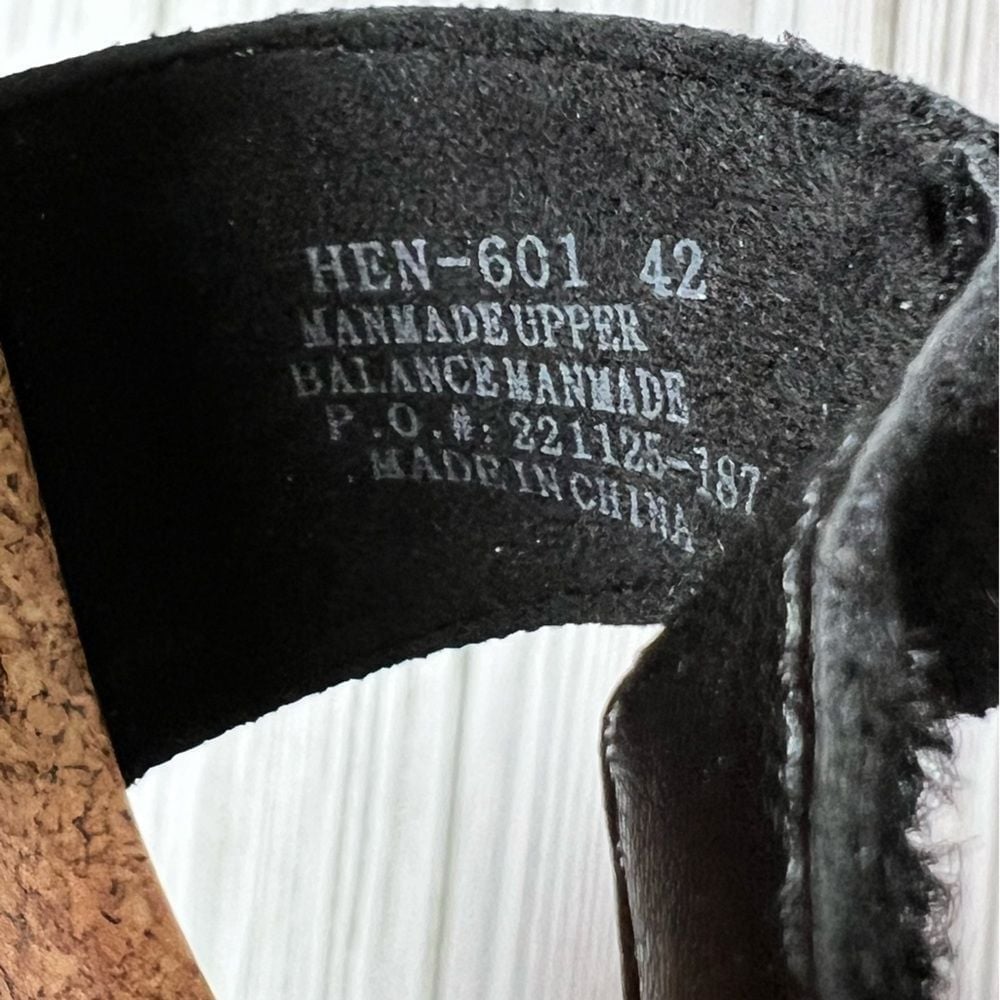 HEN-601 42
MANMADE UPPER
BALANCE MANMADE
P.O.#: 221125-187
MADE IN CHINA